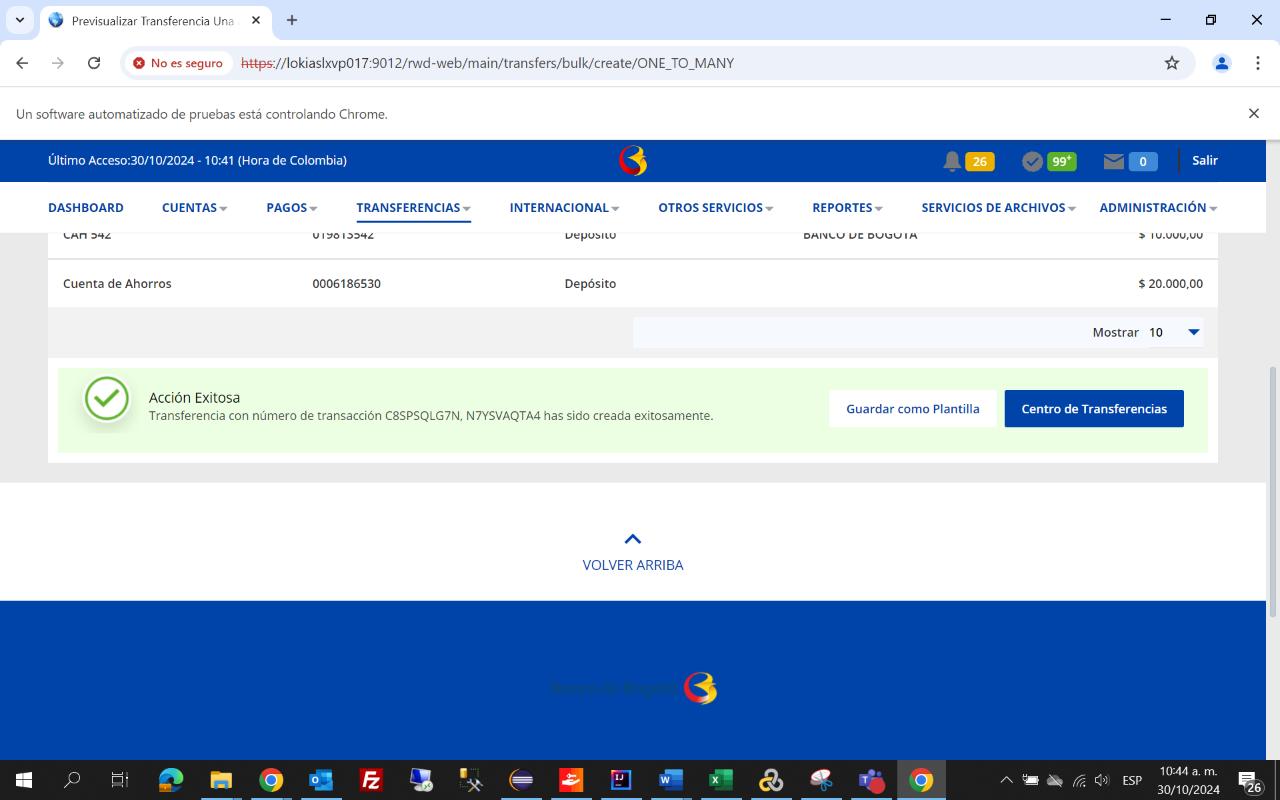 Previsualizar Transferencia Una
No es seguro https://lokiaslxvp017:9012/rwd-web/main/transfers/bulk/create/ONE_TO_MANY
Un software automatizado de pruebas está controlando Chrome.
Último Acceso:30/10/2024 - 10:41 (Hora de Colombia) 26 99+ 0 Salir
DASHBOARD CUENTAS PAGOS TRANSFERENCIAS INTERNACIONAL OTROS SERVICIOS REPORTES SERVICIOS DE ARCHIVOS ADMINISTRACIÓN
CAH 542 019813542 Depósito BANCO DE BOGOTA $ 10.000,00
Cuenta de Ahorros 0006186530 Depósito $ 20.000,00
Mostrar 10
Acción Exitosa
Transferencia con número de transacción C8SPSQLG7N, N7YSVAQTA4 ha sido creada exitosamente.
Guardar como Plantilla Centro de Transferencias
VOLVER ARRIBA
Banco de Bogotá
ESP 10:44 a. m.
30/10/2024 26